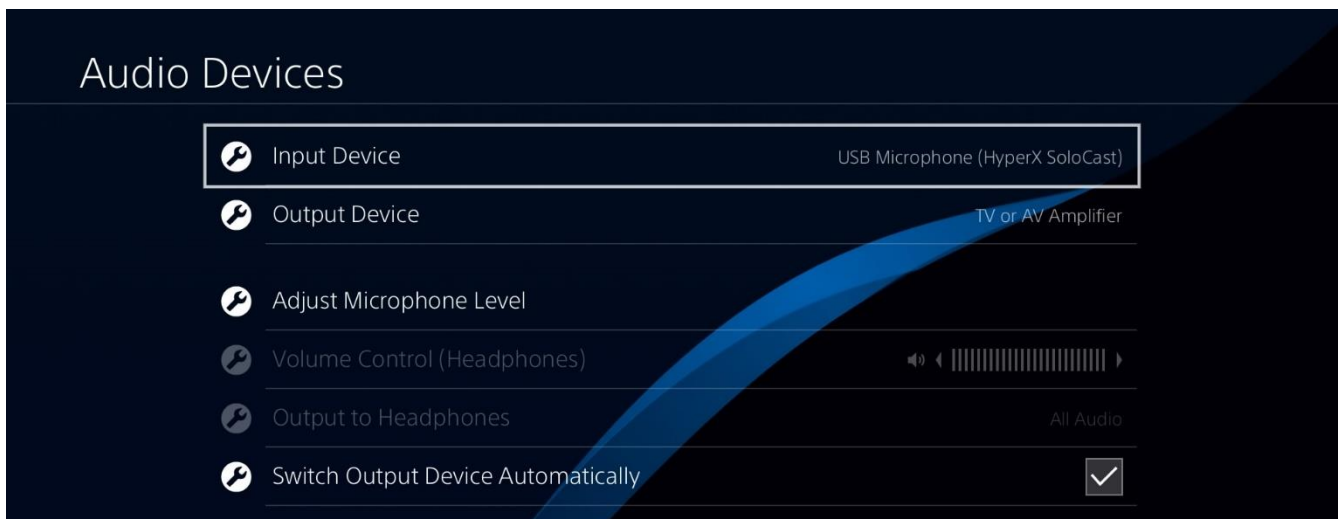 Audio Devices
Input Device USB Microphone (HyperX SoloCast)
Output Device TV or AV Amplifier
Adjust Microphone Level
Volume Control (Headphones)
Output to Headphones All Audio
Switch Output Device Automatically